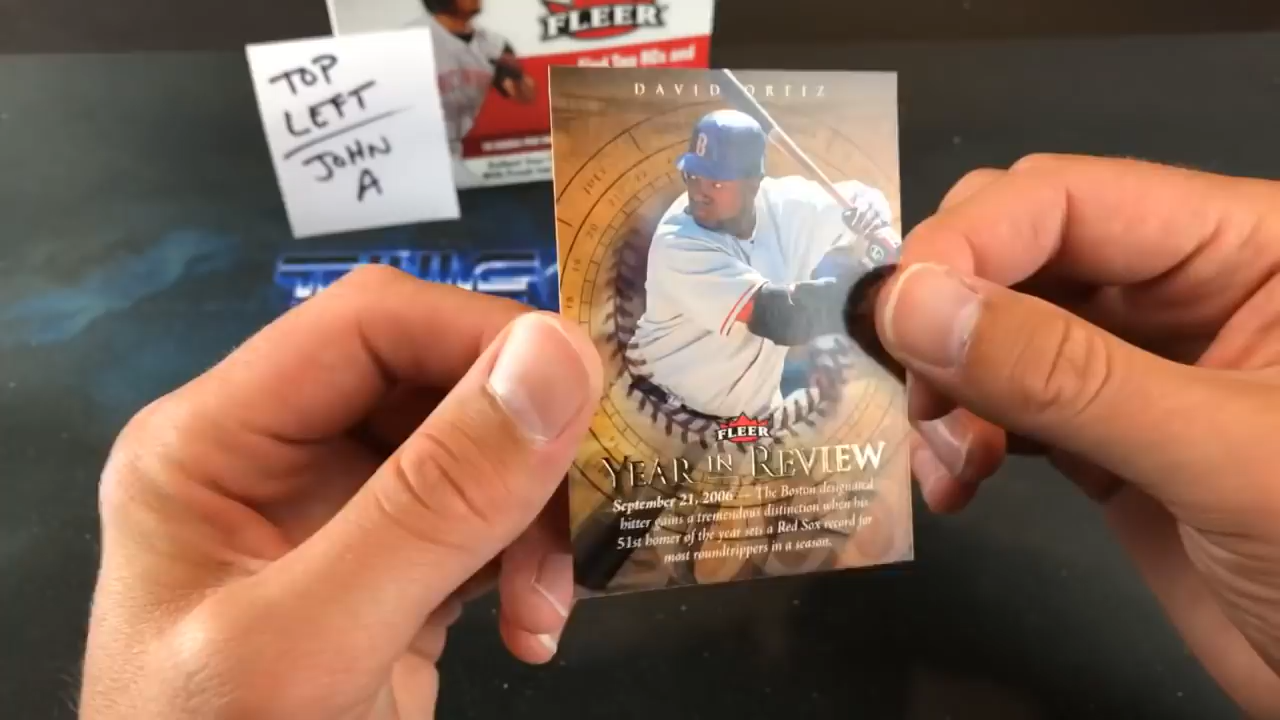 FLEER
TOP
LEFT
JOHN
A
DAVID ORTIZ
B
FLEER
YEAR IN REVIEW
September 21, 2006 — The Boston designated
hitter gains a tremendous distinction when his
51st homer of the year sets a Red Sox record for
most roundtrippers in a season.